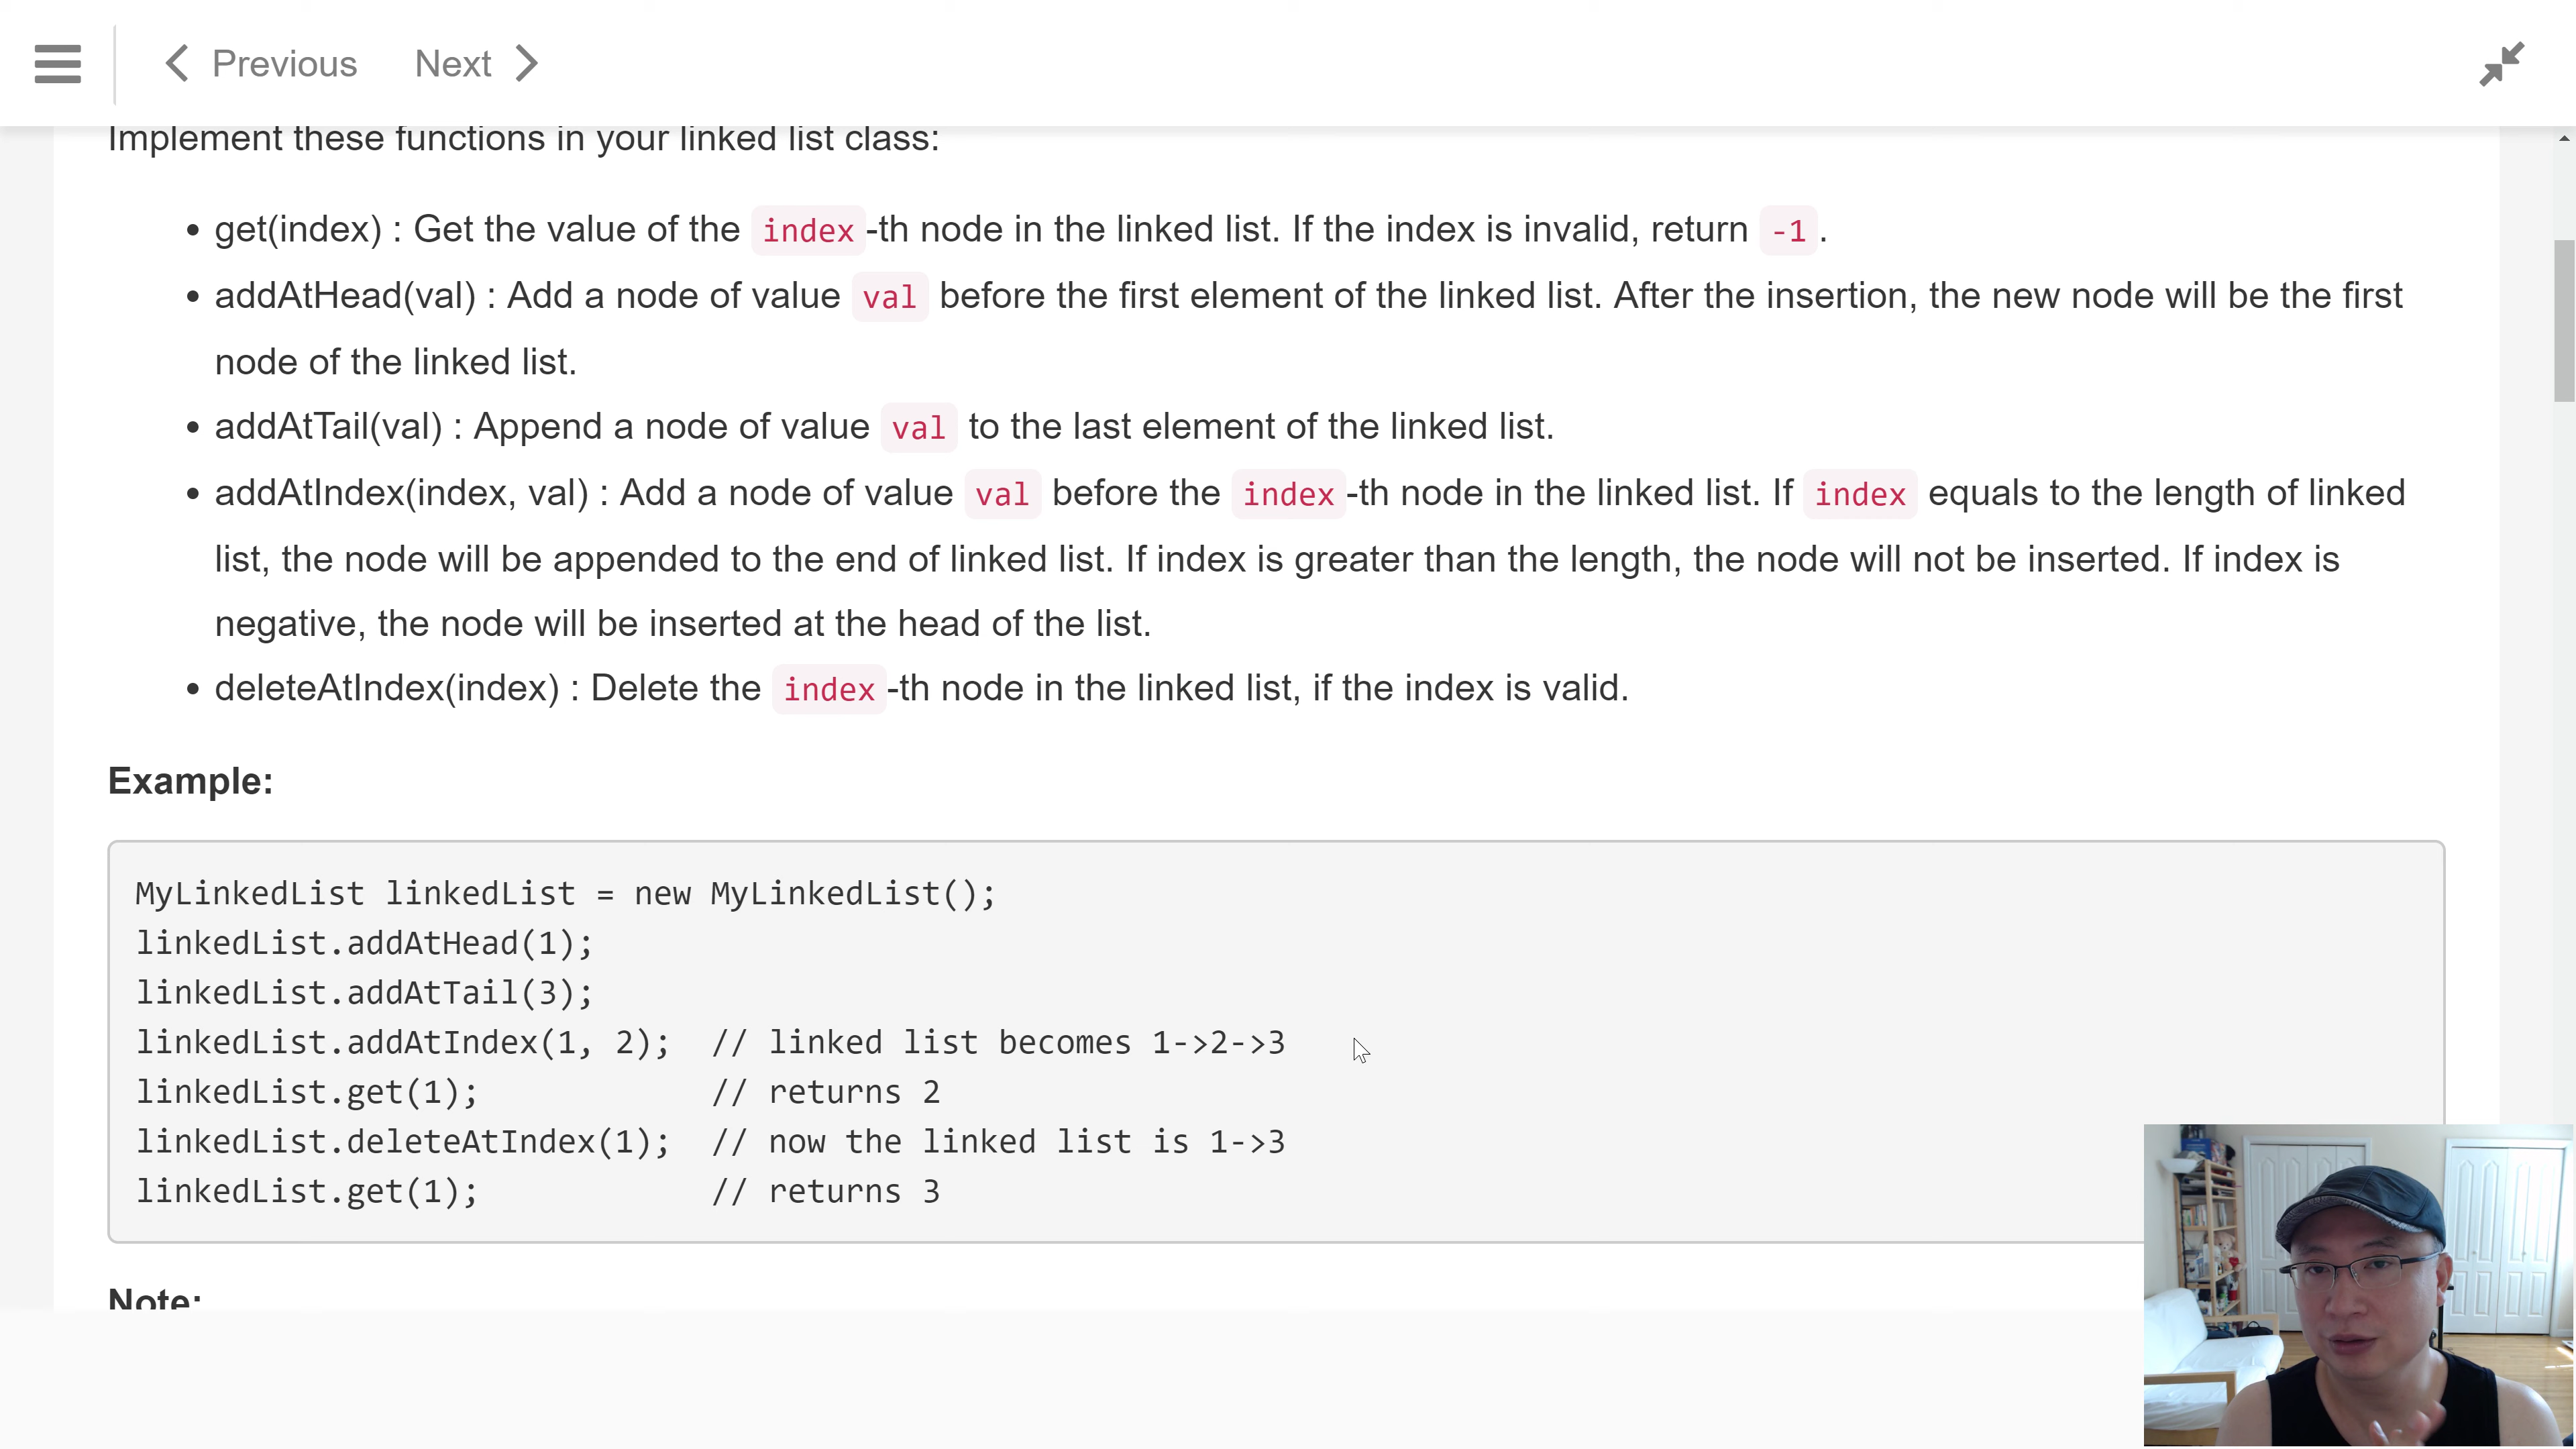 Previous Next
Implement these functions in your linked list class:
• get(index) : Get the value of the index -th node in the linked list. If the index is invalid, return -1 .
• addAtHead(val) : Add a node of value val before the first element of the linked list. After the insertion, the new node will be the first
node of the linked list.
• addAtTail(val) : Append a node of value val to the last element of the linked list.
• addAtIndex(index, val) : Add a node of value val before the index -th node in the linked list. If index equals to the length of linked
list, the node will be appended to the end of linked list. If index is greater than the length, the node will not be inserted. If index is
negative, the node will be inserted at the head of the list.
• deleteAtIndex(index) : Delete the index -th node in the linked list, if the index is valid.
Example:
MyLinkedList linkedList = new MyLinkedList();
linkedList.addAtHead(1);
linkedList.addAtTail(3);
linkedList.addAtIndex(1, 2);  // linked list becomes 1->2->3
linkedList.get(1);            // returns 2
linkedList.deleteAtIndex(1);  // now the linked list is 1->3
linkedList.get(1);            // returns 3
Note: